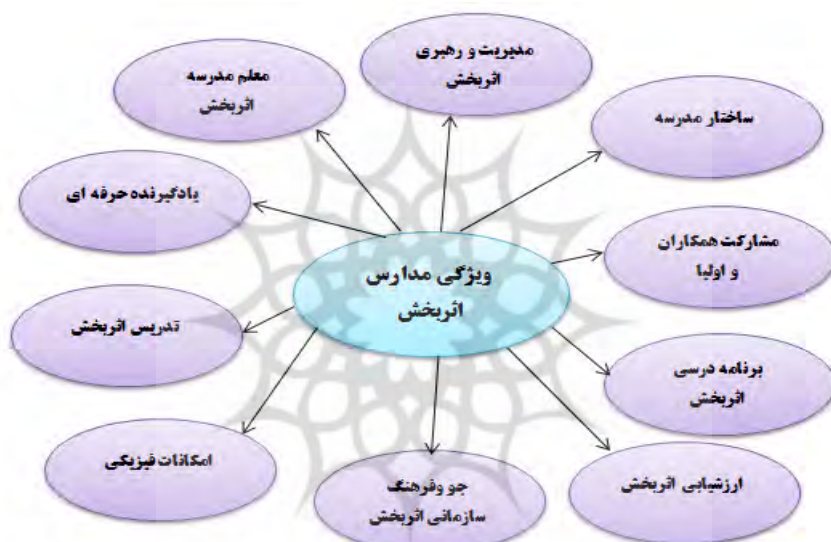 مدیریت و رهبری
اثربخش
معلم مدرسه
اثربخش
ساختار مدرسه
یادگیرنده حرفه ای
مشارکت همکاران
و اولیا
ویژگی مدارس
اثربخش
تدریس اثربخش
برنامه درسی
اثربخش
امکانات فیزیکی
ارزشیابی اثربخش
جو وفرهنگ
سازمانی اثربخش